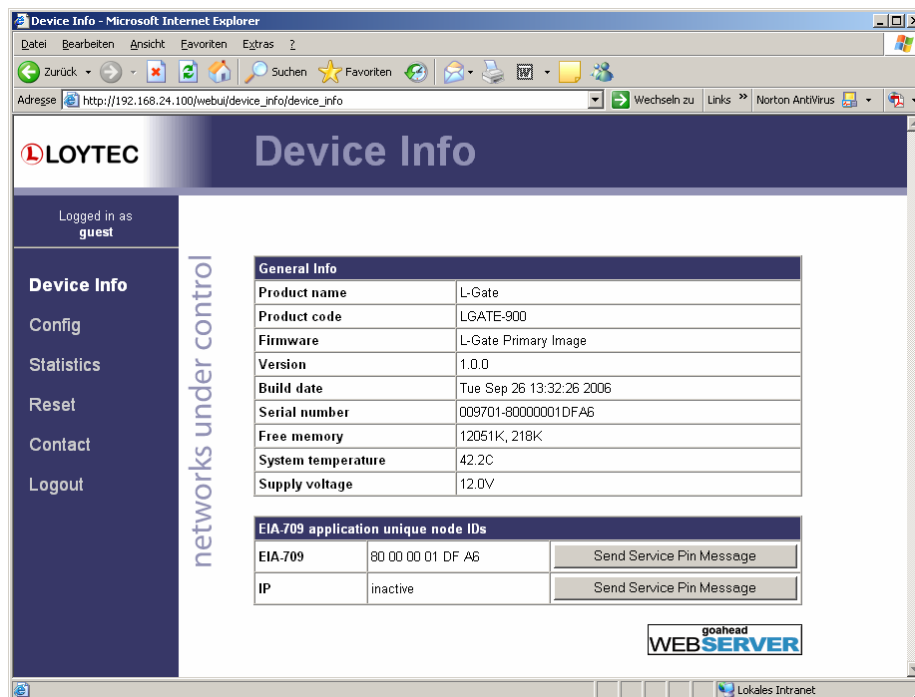 Device Info - Microsoft Internet Explorer
Datei Bearbeiten Ansicht Favoriten Extras ?
Zurück Suchen Favoriten
Adresse http://192.168.24.100/webui/device_info/device_info Wechseln zu Links » Norton AntiVirus
LOYTEC
Device Info
Logged in as
guest
Device Info
Config
Statistics
Reset
Contact
Logout
networks under control
General Info
Product name L-Gate
Product code LGATE-900
Firmware L-Gate Primary Image
Version 1.0.0
Build date Tue Sep 26 13:32:26 2006
Serial number 009701-80000001DFA6
Free memory 12051K, 218K
System temperature 42.2C
Supply voltage 12.0V
EIA-709 application unique node IDs
EIA-709 80 00 00 01 DF A6 Send Service Pin Message
IP inactive Send Service Pin Message
goahead
WEBSERVER
Lokales Intranet